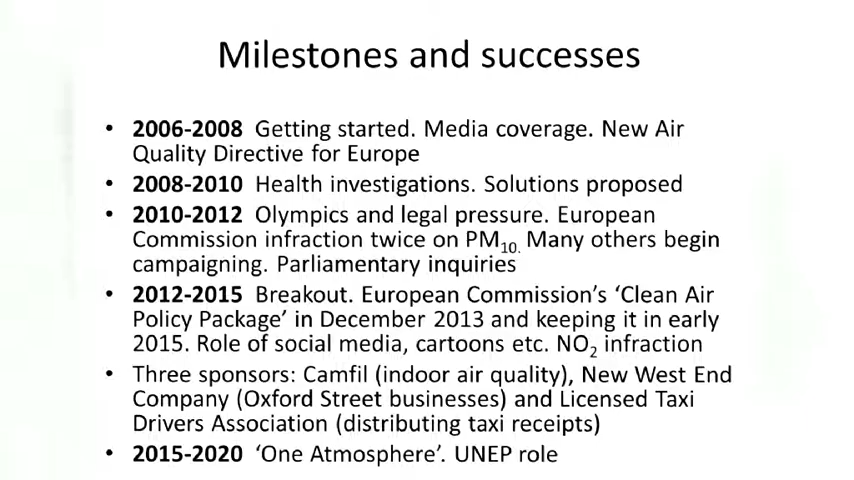 Milestones and successes
• 2006-2008 Getting started. Media coverage. New Air
Quality Directive for Europe
• 2008-2010 Health investigations. Solutions proposed
• 2010-2012 Olympics and legal pressure. European
Commission infraction twice on PM10. Many others begin
campaigning. Parliamentary inquiries
• 2012-2015 Breakout. European Commission’s ‘Clean Air
Policy Package’ in December 2013 and keeping it in early
2015. Role of social media, cartoons etc. NO2 infraction
• Three sponsors: Camfil (indoor air quality), New West End
Company (Oxford Street businesses) and Licensed Taxi
Drivers Association (distributing taxi receipts)
• 2015-2020 ‘One Atmosphere’. UNEP role